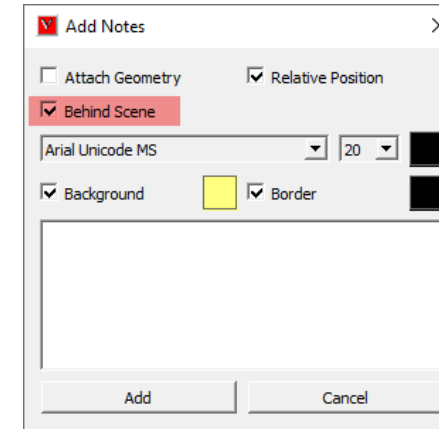 Add Notes
Attach Geometry Relative Position
Behind Scene
Arial Unicode MS 20
Background Border
Add Cancel